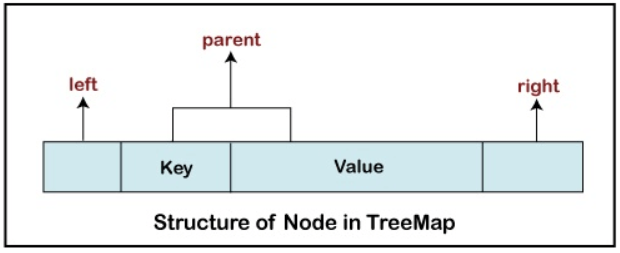 parent
left
right
Key
Value
Structure of Node in TreeMap